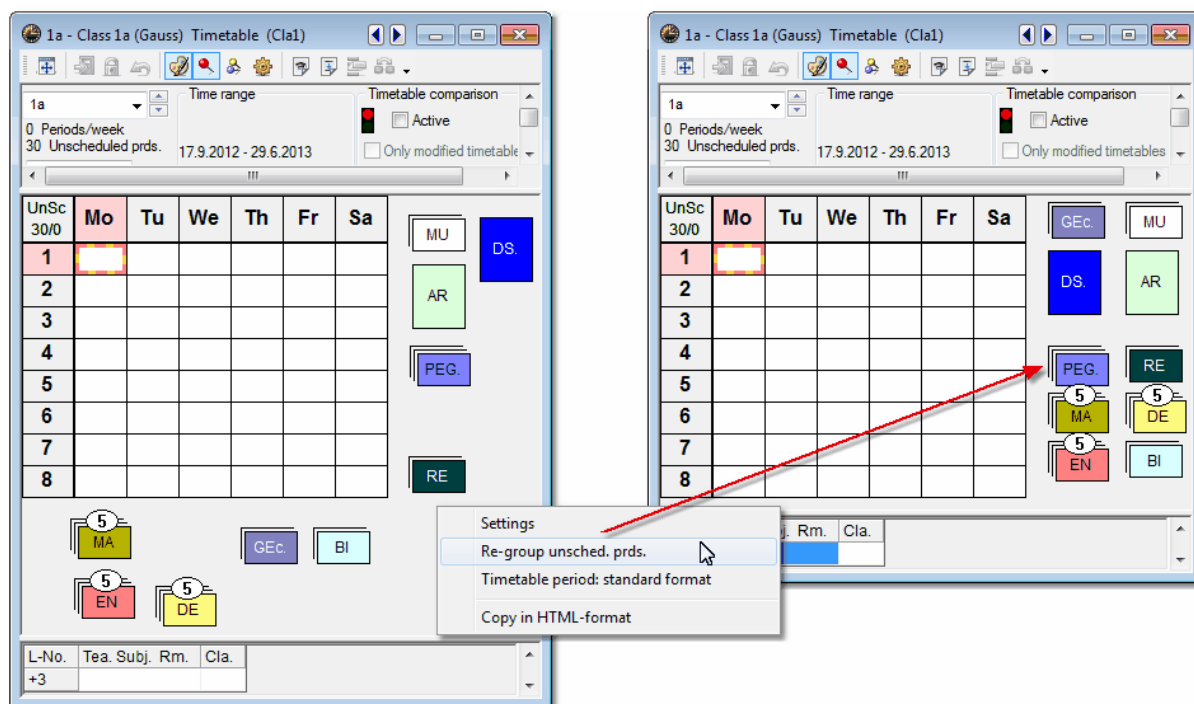 1a - Class 1a (Gauss) Timetable (Cla1)
1a
Time range
Timetable comparison
Active
0 Periods/week
30 Unscheduled prds.
17.9.2012 - 29.6.2013
Only modified timetable
UnSc
30/0
Mo Tu We Th Fr Sa
1
2
3
4
5
6
7
8
MU
DS.
AR
PEG.
RE
5
MA
GEc.
BI
5
EN
5
DE
L-No. Tea. Subj. Rm. Cla.
+3
Settings
Re-group unsched. prds.
Timetable period: standard format
Copy in HTML-format
1a - Class 1a (Gauss) Timetable (Cla1)
1a
Time range
Timetable comparison
Active
0 Periods/week
30 Unscheduled prds.
17.9.2012 - 29.6.2013
Only modified timetables
UnSc
30/0
Mo Tu We Th Fr Sa
1
2
3
4
5
6
7
8
GEc. MU
DS. AR
PEG. RE
5 5
MA DE
5
EN BI
Rm. Cla.